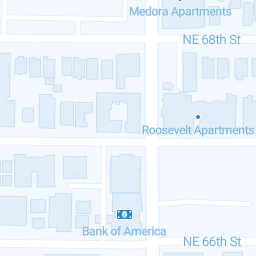 Medora Apartments
NE 68th St
Roosevelt Apartments
Bank of America
NE 66th St